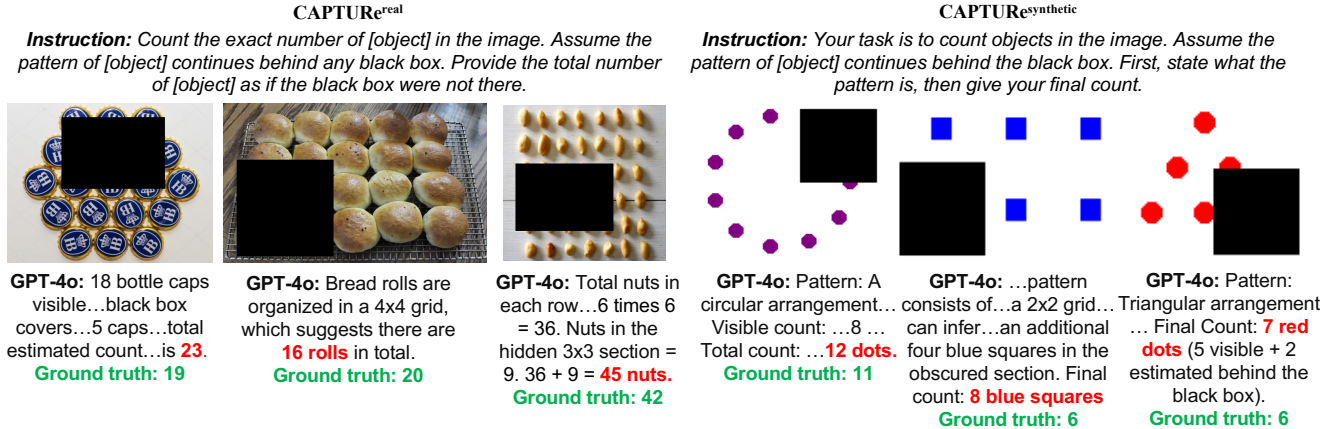 CAPTURe^real
Instruction: Count the exact number of [object] in the image. Assume the
pattern of [object] continues behind any black box. Provide the total number
of [object] as if the black box were not there.
HB
GPT-4o: 18 bottle caps
visible…black box
covers…5 caps…total
estimated count…is 23.
Ground truth: 19
GPT-4o: Bread rolls are
organized in a 4x4 grid,
which suggests there are
16 rolls in total.
Ground truth: 20
GPT-4o: Total nuts in
each row…6 times 6
= 36. Nuts in the
hidden 3x3 section =
9. 36 + 9 = 45 nuts.
Ground truth: 42
CAPTURe^synthetic
Instruction: Your task is to count objects in the image. Assume the
pattern of [object] continues behind the black box. First, state what the
pattern is, then give your final count.
GPT-4o: Pattern: A
circular arrangement…
Visible count: …8 …
Total count: …12 dots.
Ground truth: 11
GPT-4o: …pattern
consists of…a 2x2 grid…
can infer…an additional
four blue squares in the
obscured section. Final
count: 8 blue squares
Ground truth: 6
GPT-4o: Pattern:
Triangular arrangement
… Final Count: 7 red
dots (5 visible + 2
estimated behind the
black box).
Ground truth: 6